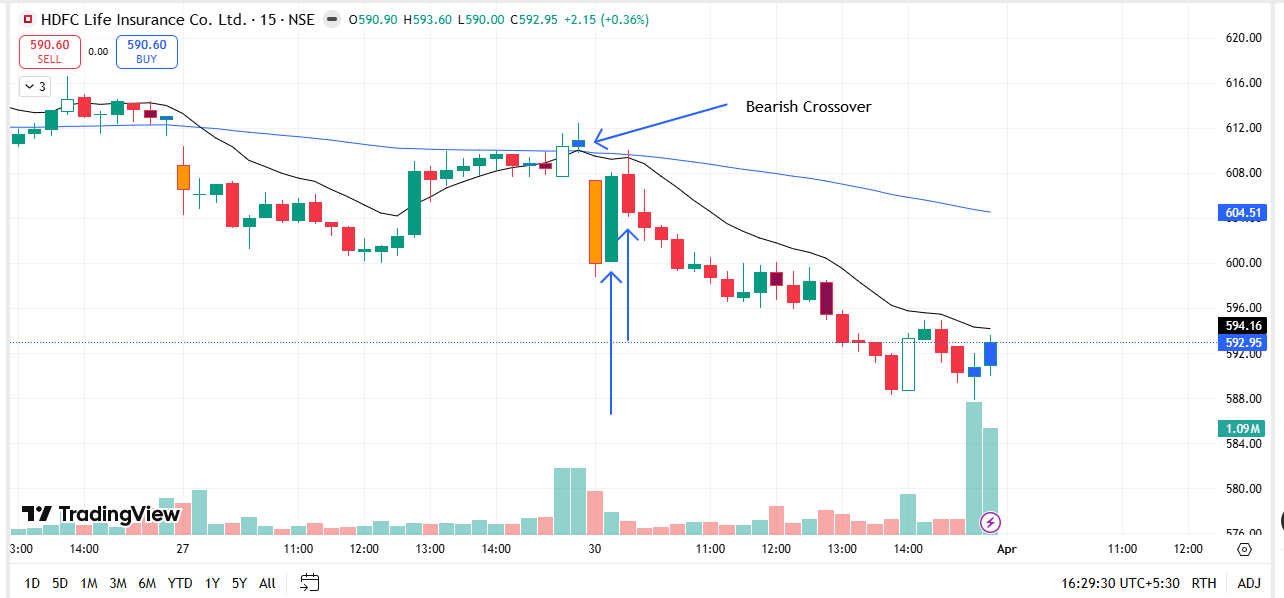 HDFC Life Insurance Co. Ltd. · 15 · NSE O590.90 H593.60 L590.00 C592.95 +2.15 (+0.36%)
590.60 SELL
0.00
590.60 BUY
3
Bearish Crossover
620.00
616.00
612.00
608.00
604.51
600.00
596.00
594.16
592.95
592.00
588.00
1.09M
584.00
580.00
576.00
TradingView
3:00 14:00 27 11:00 12:00 13:00 14:00 30 11:00 12:00 13:00 14:00 Apr 11:00 12:00
1D 5D 1M 3M 6M YTD 1Y 5Y All 16:29:30 UTC+5:30 RTH ADJ